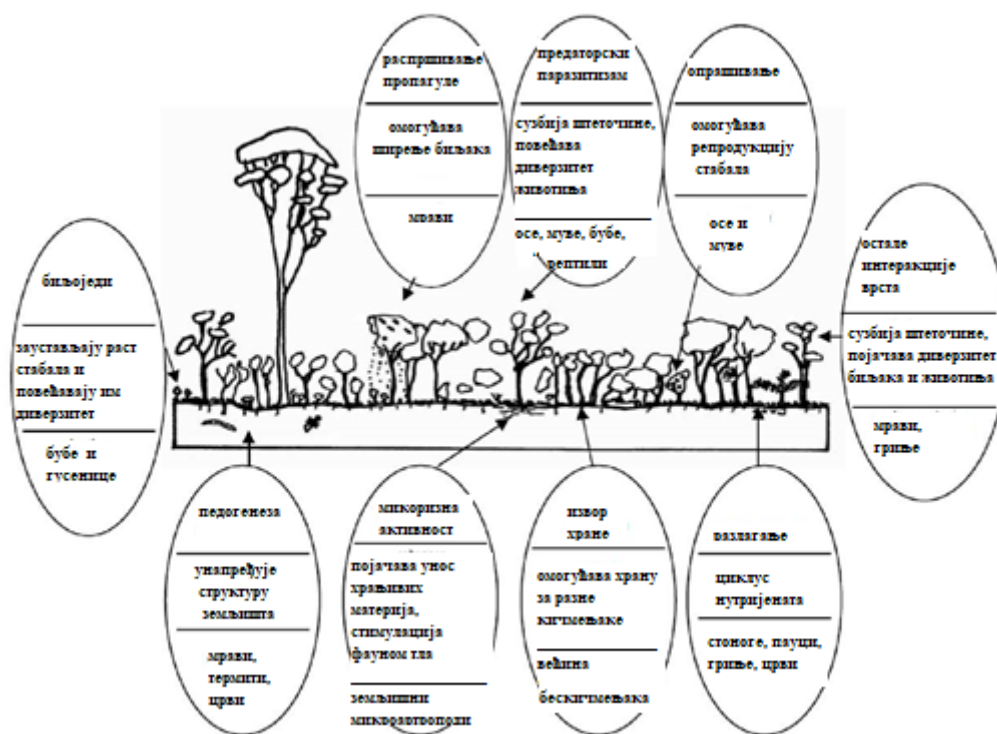 распршивање
пропагуле
омогућава
ширење биљака
мрави
предаторски
паразитизам
сузбија штеточине,
повећава
диверзитет
животиња
осе, муве, бубе,
рептили
опрашивање
омогућава
репродукцију
стабала
осе и
муве
биљоједи
заустављају раст
стабала и
повећавају им
диверзитет
бубе и
гусенице
остале
интеракције
врста
сузбија штеточине,
појачава диверзитет
биљака и животиња
мрави,
гриње
педогенеза
унапређује
структуру
земљишта
мрави,
термити,
црви
микоризна
активност
појачава унос
храњивих
материја,
стимулација
фауном тла
земљишни
микроартроподи
извор
хране
омогућава храну
за разне
кичмењаке
већина
бескичмењака
разлагање
циклус
нутријената
стоноге, пауци,
гриње, црви